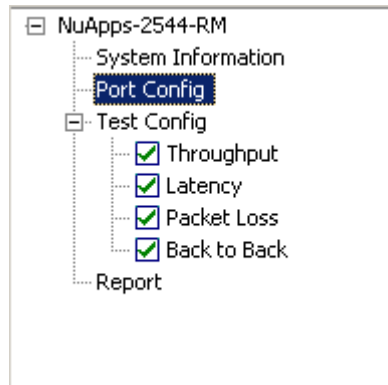 NuApps-2544-RM
System Information
Port Config
Test Config
Throughput
Latency
Packet Loss
Back to Back
Report